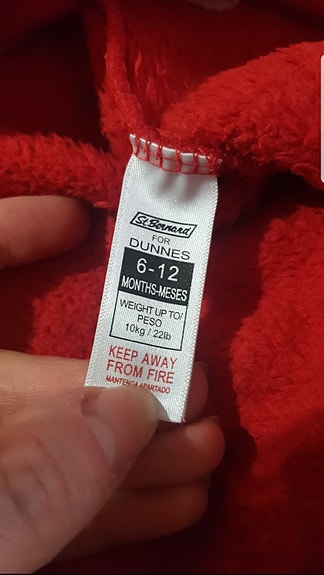 St. Bernard
FOR
DUNNES
6-12
MONTHS-MESES
WEIGHT UP TO/
PESO
10kg / 22lb
KEEP AWAY
FROM FIRE
MANTENGA APARTADO